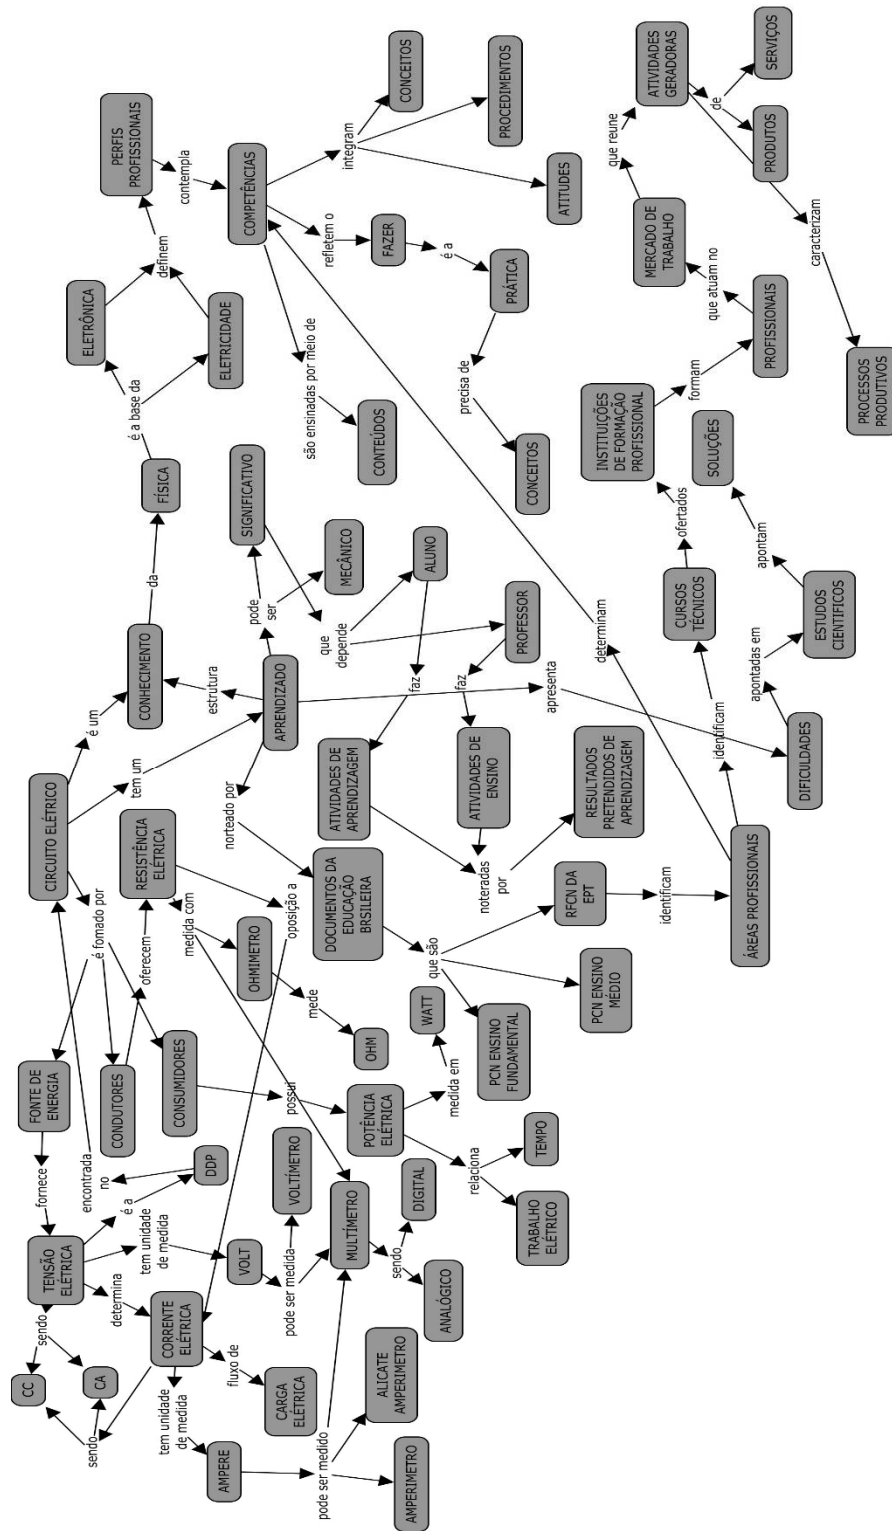 CIRCUITO ELÉTRICO
é um
CONHECIMENTO
da
FÍSICA
é a base da
ELETRÔNICA
ELETRICIDADE
definem
PERFIS
PROFISSIONAIS
contempla
COMPETÊNCIAS
integram
CONCEITOS
PROCEDIMENTOS
ATITUDES
refletem o
FAZER
é a
PRÁTICA
precisa de
CONCEITOS
são ensinadas por meio de
CONTEÚDOS
tem um
APRENDIZADO
estrutura
pode
ser
SIGNIFICATIVO
MECÂNICO
que
depende
ALUNO
PROFESSOR
faz
faz
ATIVIDADES DE
APRENDIZAGEM
ATIVIDADES DE
ENSINO
noteradas
por
RESULTADOS
PRETENDIDOS DE
APRENDIZAGEM
apresenta
DIFICULDADES
apontadas em
ESTUDOS
CIENTIFICOS
apontam
SOLUÇÕES
norteado por
DOCUMENTOS DA
EDUCAÇÃO
BRSILEIRA
que são
PCN ENSINO
FUNDAMENTAL
PCN ENSINO
MÉDIO
RFCN DA
EPT
identificam
ÁREAS PROFISSIONAIS
determinam
identificam
CURSOS
TÉCNICOS
ofertados
INSTITUIÇÕES
DE FORMAÇÃO
PROFISSIONAL
formam
PROFISSIONAIS
que atuam no
MERCADO DE
TRABALHO
que reune
ATIVIDADES
GERADORAS
de
SERVIÇOS
PRODUTOS
caracterizam
PROCESSOS
PRODUTIVOS
é fomado por
FONTE DE
ENERGIA
CONDUTORES
CONSUMIDORES
oferecem
RESISTÊNCIA
ELÉTRICA
oposição a
medida com
OHMIMETRO
mede
OHM
possui
POTÊNCIA
ELÉTRICA
medida em
WATT
relaciona
TRABALHO
ELÉTRICO
TEMPO
fornece
TENSÃO
ELÉTRICA
é a
DDP
encontrada
no
tem unidade
de medida
VOLT
pode ser medida
VOLTÍMETRO
MULTÍMETRO
sendo
DIGITAL
ANALÓGICO
sendo
CC
CA
determina
CORRENTE
ELÉTRICA
sendo
fluxo de
CARGA
ELÉTRICA
tem unidade
de medida
AMPERE
pode ser medido
ALICATE
AMPERIMETRO
AMPERIMETRO